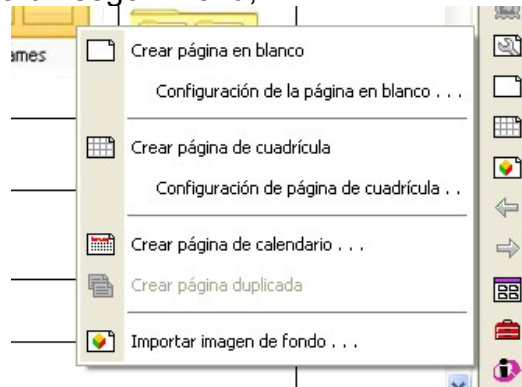 ames
Crear página en blanco
Configuración de la página en blanco . . .
Crear página de cuadrícula
Configuración de página de cuadrícula . .
Crear página de calendario . . .
Crear página duplicada
Importar imagen de fondo . . .